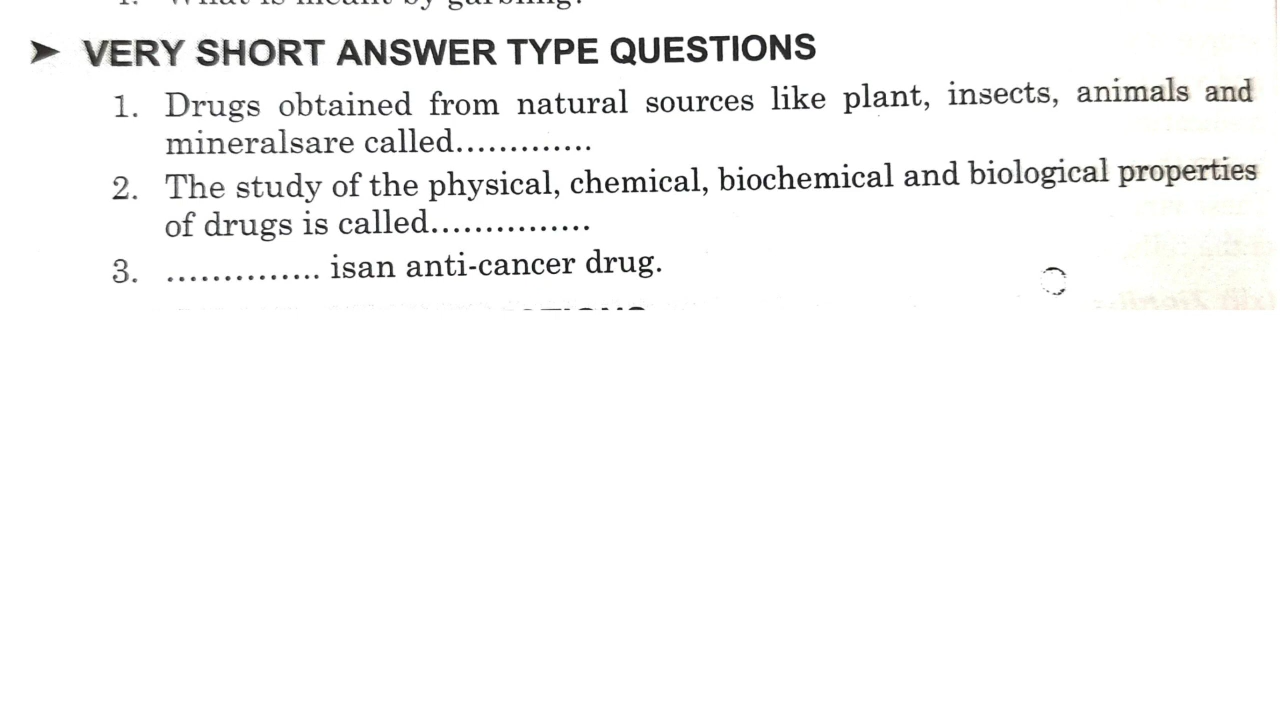 ➤ VERY SHORT ANSWER TYPE QUESTIONS
1. Drugs obtained from natural sources like plant, insects, animals and
mineralsare called.............
2. The study of the physical, chemical, biochemical and biological properties
of drugs is called...............
3. .............. isan anti-cancer drug.